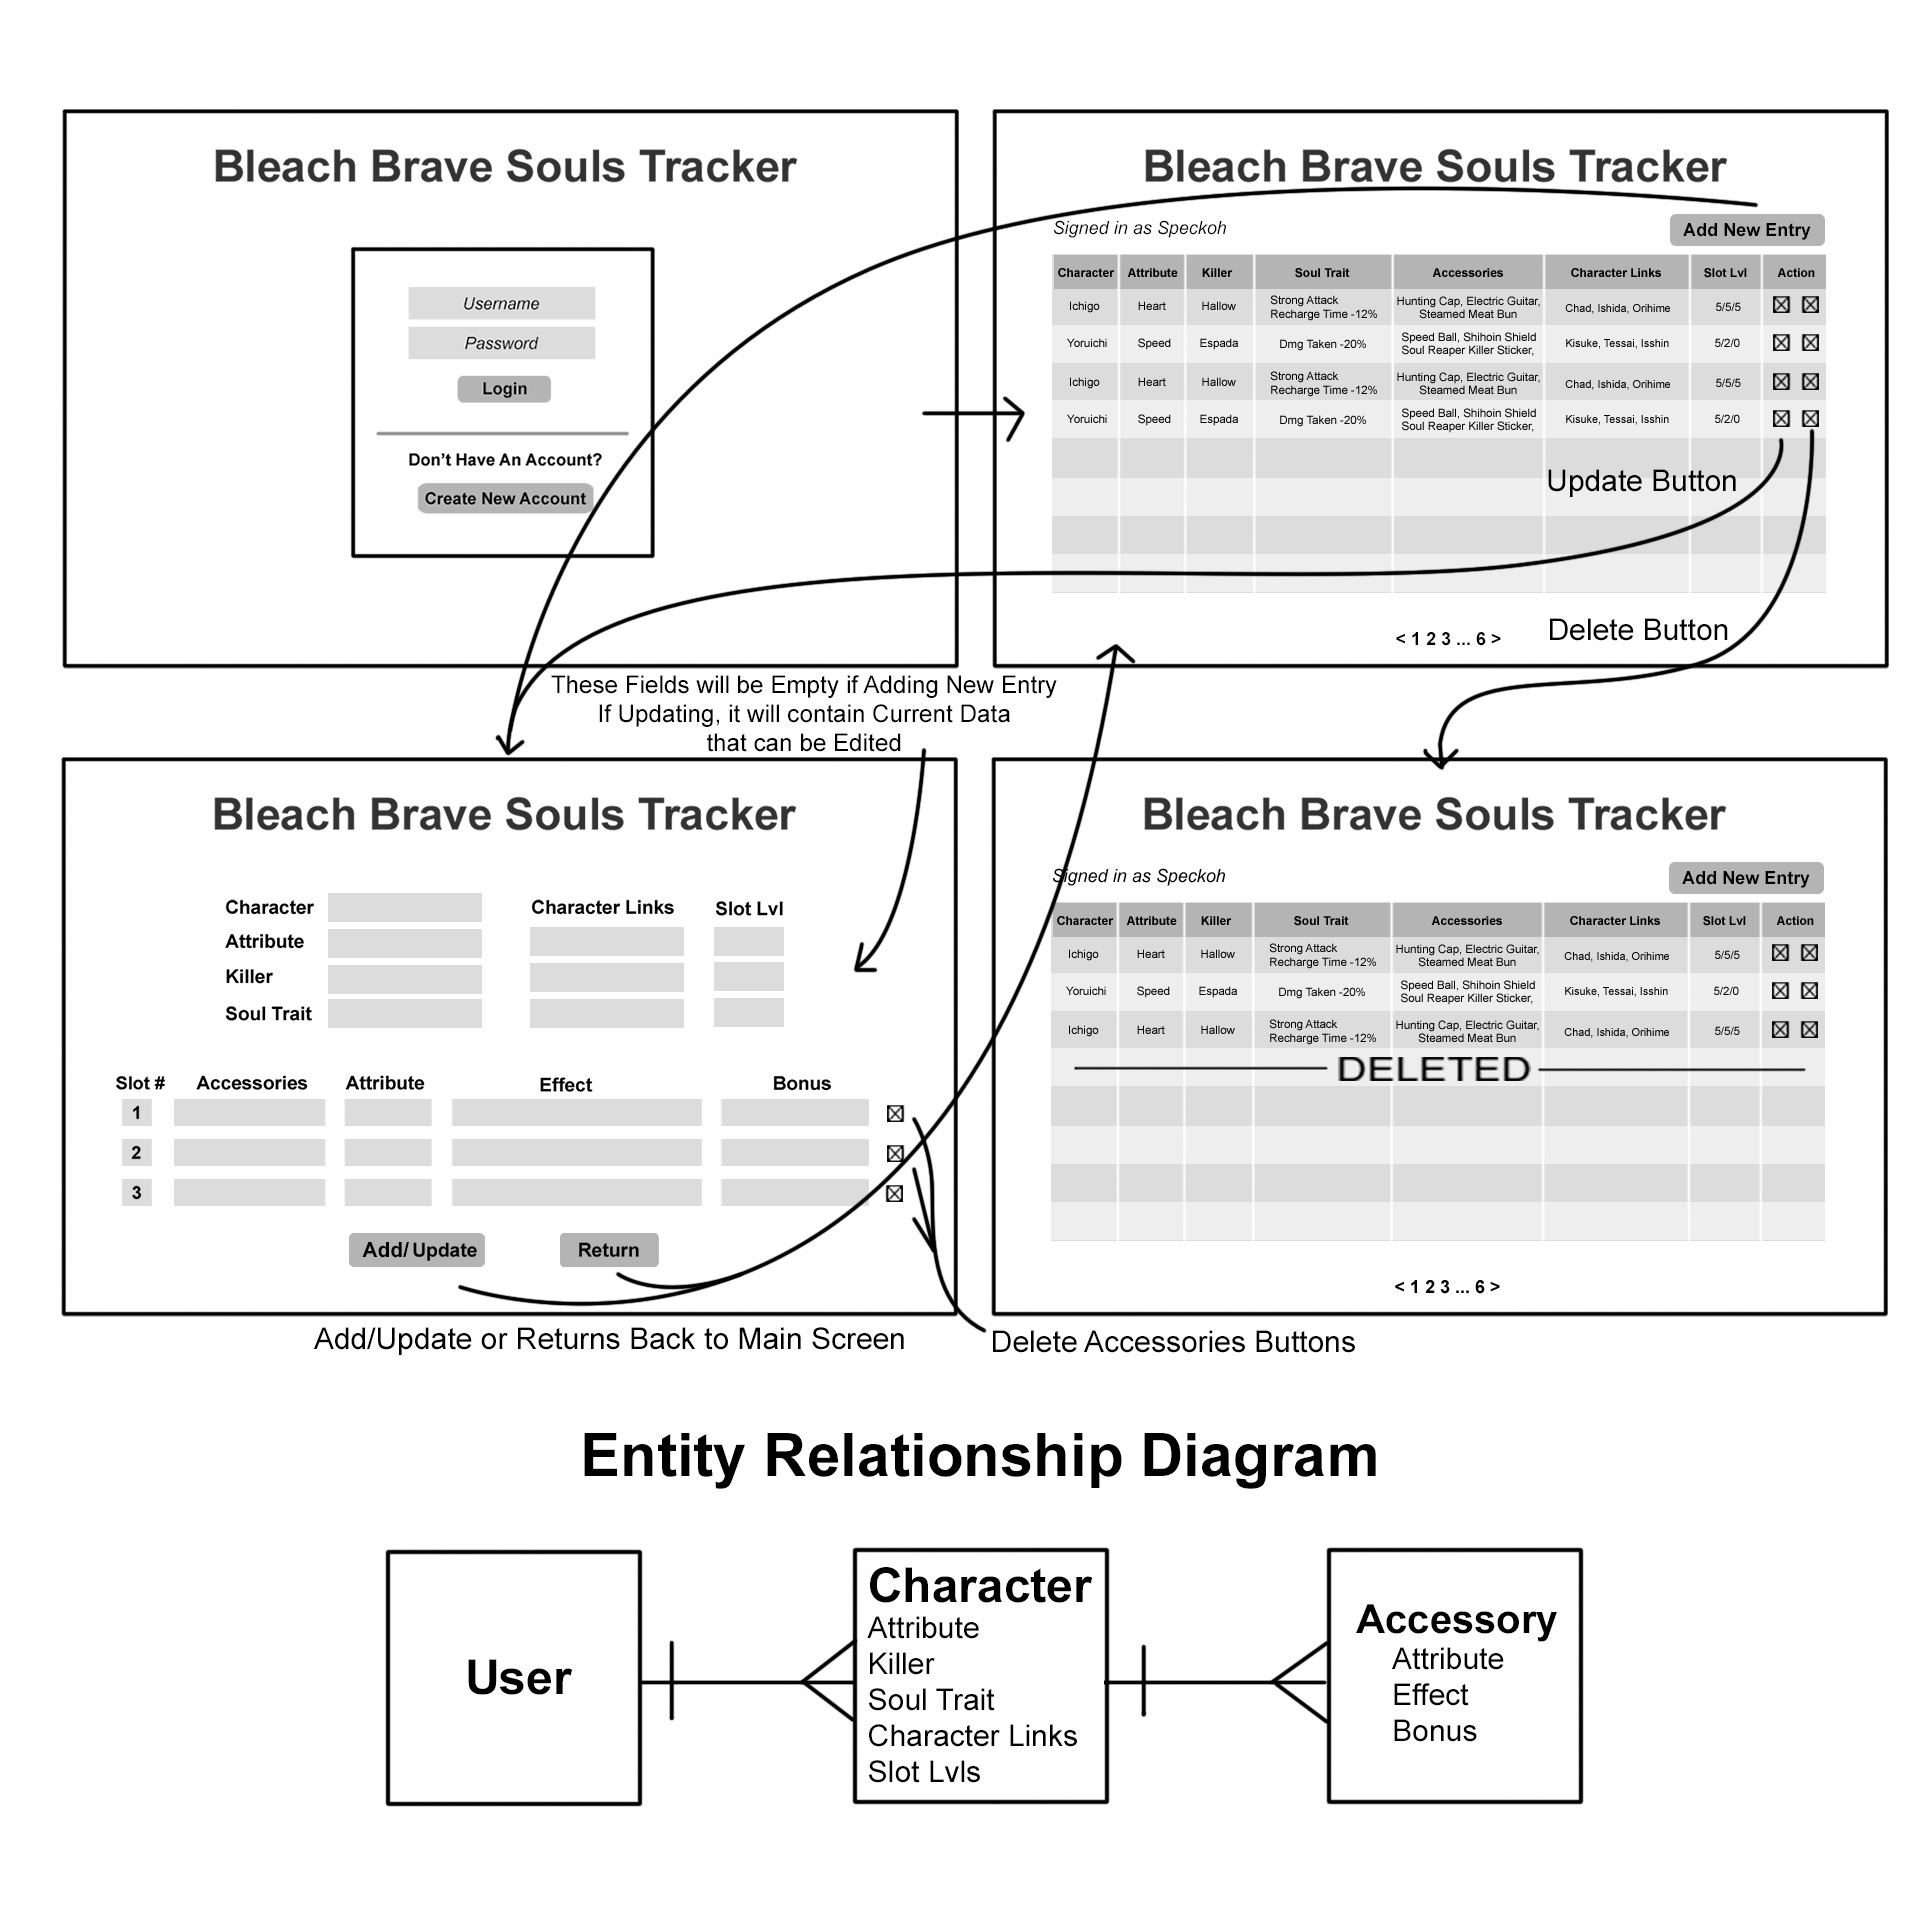 Bleach Brave Souls Tracker
Username
Password
Login
Don't Have An Account?
Create New Account
Bleach Brave Souls Tracker
Signed in as Speckoh
Add New Entry
Character Attribute Killer Soul Trait Accessories Character Links Slot Lvl Action
Ichigo Heart Hallow Strong Attack Recharge Time -12% Hunting Cap, Electric Guitar, Steamed Meat Bun Chad, Ishida, Orihime 5/5/5
Yoruichi Speed Espada Dmg Taken -20% Speed Ball, Shihoin Shield Soul Reaper Killer Sticker, Kisuke, Tessai, Isshin 5/2/0
Ichigo Heart Hallow Strong Attack Recharge Time -12% Hunting Cap, Electric Guitar, Steamed Meat Bun Chad, Ishida, Orihime 5/5/5
Yoruichi Speed Espada Dmg Taken -20% Speed Ball, Shihoin Shield Soul Reaper Killer Sticker, Kisuke, Tessai, Isshin 5/2/0
Update Button
Delete Button
< 1 2 3 ... 6 >
These Fields will be Empty if Adding New Entry
If Updating, it will contain Current Data
that can be Edited
Bleach Brave Souls Tracker
Character
Attribute
Killer
Soul Trait
Character Links Slot Lvl
Slot # Accessories Attribute Effect Bonus
1
2
3
Add/ Update Return
Add/Update or Returns Back to Main Screen
Delete Accessories Buttons
Bleach Brave Souls Tracker
Signed in as Speckoh
Add New Entry
Character Attribute Killer Soul Trait Accessories Character Links Slot Lvl Action
Ichigo Heart Hallow Strong Attack Recharge Time -12% Hunting Cap, Electric Guitar, Steamed Meat Bun Chad, Ishida, Orihime 5/5/5
Yoruichi Speed Espada Dmg Taken -20% Speed Ball, Shihoin Shield Soul Reaper Killer Sticker, Kisuke, Tessai, Isshin 5/2/0
Ichigo Heart Hallow Strong Attack Recharge Time -12% Hunting Cap, Electric Guitar, Steamed Meat Bun Chad, Ishida, Orihime 5/5/5
DELETED
< 1 2 3 ... 6 >
Entity Relationship Diagram
User
Character
Attribute
Killer
Soul Trait
Character Links
Slot Lvls
Accessory
Attribute
Effect
Bonus